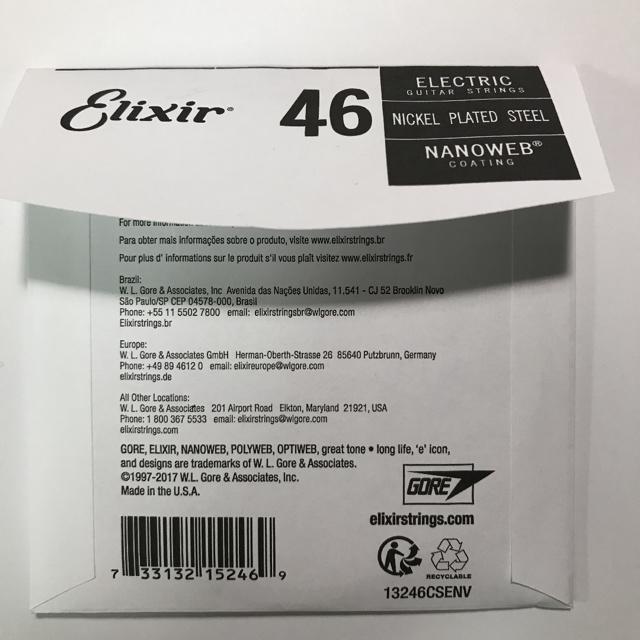 Elixir®
46
ELECTRIC
GUITAR STRINGS
NICKEL PLATED STEEL
NANOWEB®
COATING
For more
Para obter mais informações sobre o produto, visite www.elixirstrings.br
Pour plus d' informations sur le produit s'il vous plaît visitez www.elixirstrings.fr
Brazil:
W. L. Gore & Associates, Inc Avenida das Nações Unidas, 11.541 - CJ 52 Brooklin Novo
São Paulo/SP CEP 04578-000, Brasil
Phone: +55 11 5502 7800 email: elixirstringsbr@wlgore.com
Elixirstrings.br
Europe:
W. L. Gore & Associates GmbH Herman-Oberth-Strasse 26 85640 Putzbrunn, Germany
Phone: +49 89 4612 0 email: elixireurope@wlgore.com
elixirstrings.de
All Other Locations:
W. L. Gore & Associates 201 Airport Road Elkton, Maryland 21921, USA
Phone: 1 800 367 5533 email: elixirstrings@wlgore.com
elixirstrings.com
GORE, ELIXIR, NANOWEB, POLYWEB, OPTIWEB, great tone • long life, 'e' icon,
and designs are trademarks of W. L. Gore & Associates.
©1997-2017 W.L. Gore & Associates, Inc.
Made in the U.S.A.
GORE
elixirstrings.com
7 33132 15246 9
RECYCLABLE
13246CSENV